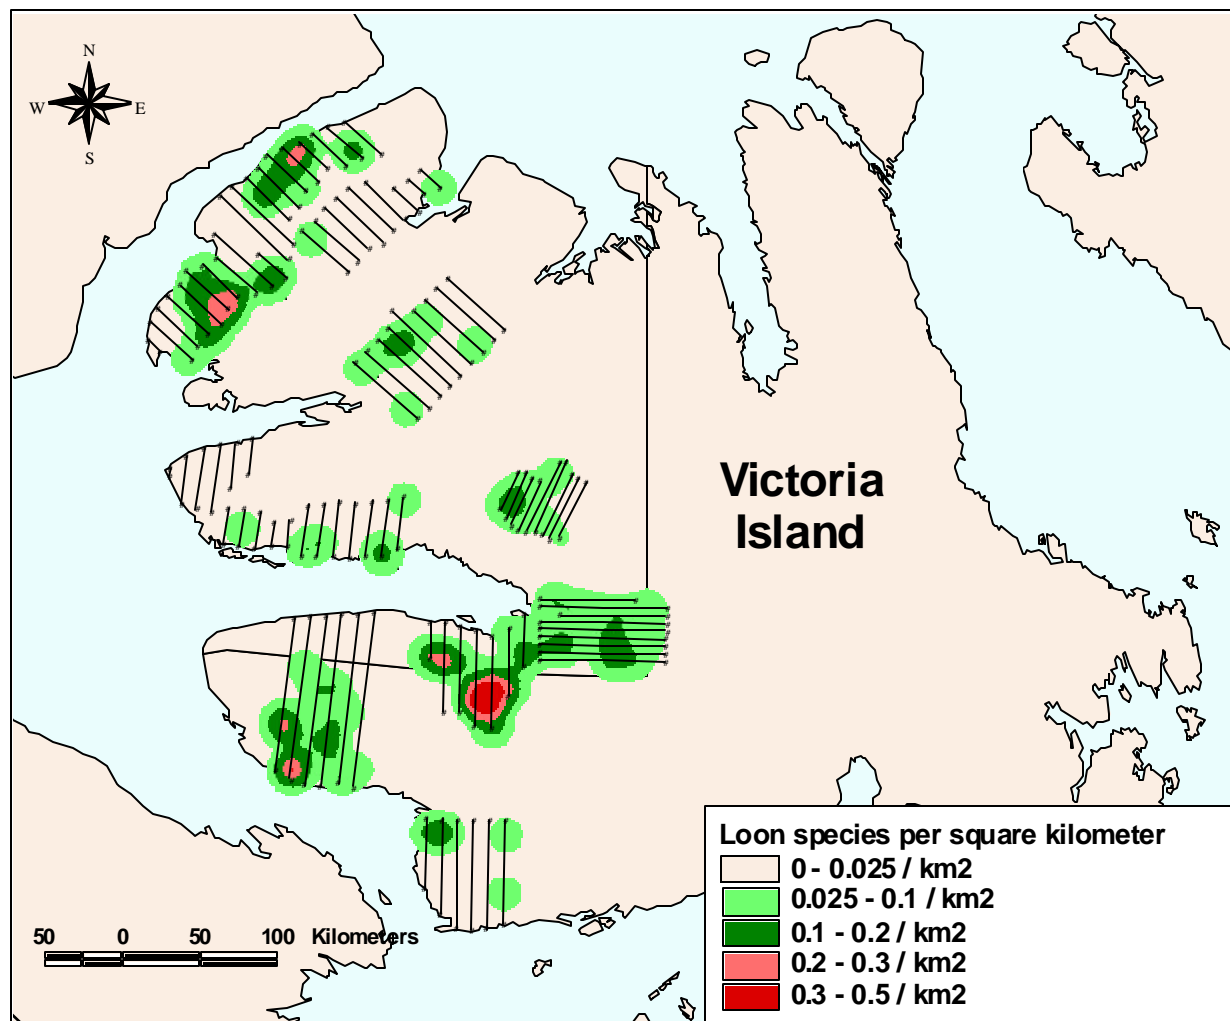 N
W E
S
Victoria
Island
Loon species per square kilometer
0 - 0.025 / km2
0.025 - 0.1 / km2
0.1 - 0.2 / km2
0.2 - 0.3 / km2
0.3 - 0.5 / km2
50 0 50 100 Kilometers